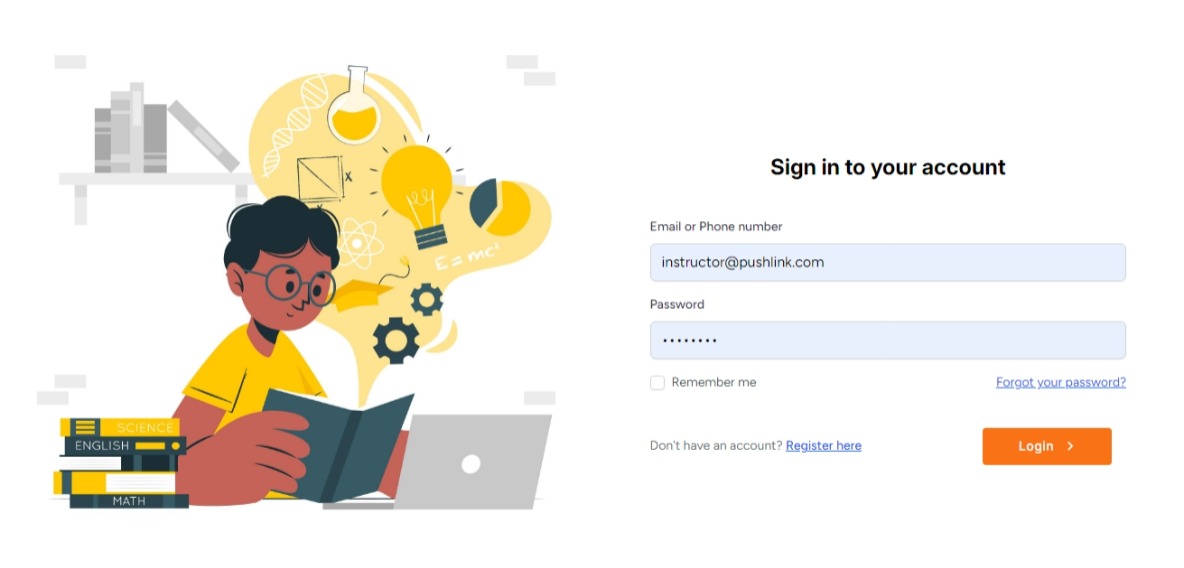 Sign in to your account
Email or Phone number
instructor@pushlink.com
Password
••••••••
Remember me
Forgot your password?
Don't have an account? Register here
Login
x
E = mc²
SCIENCE
ENGLISH
MATH